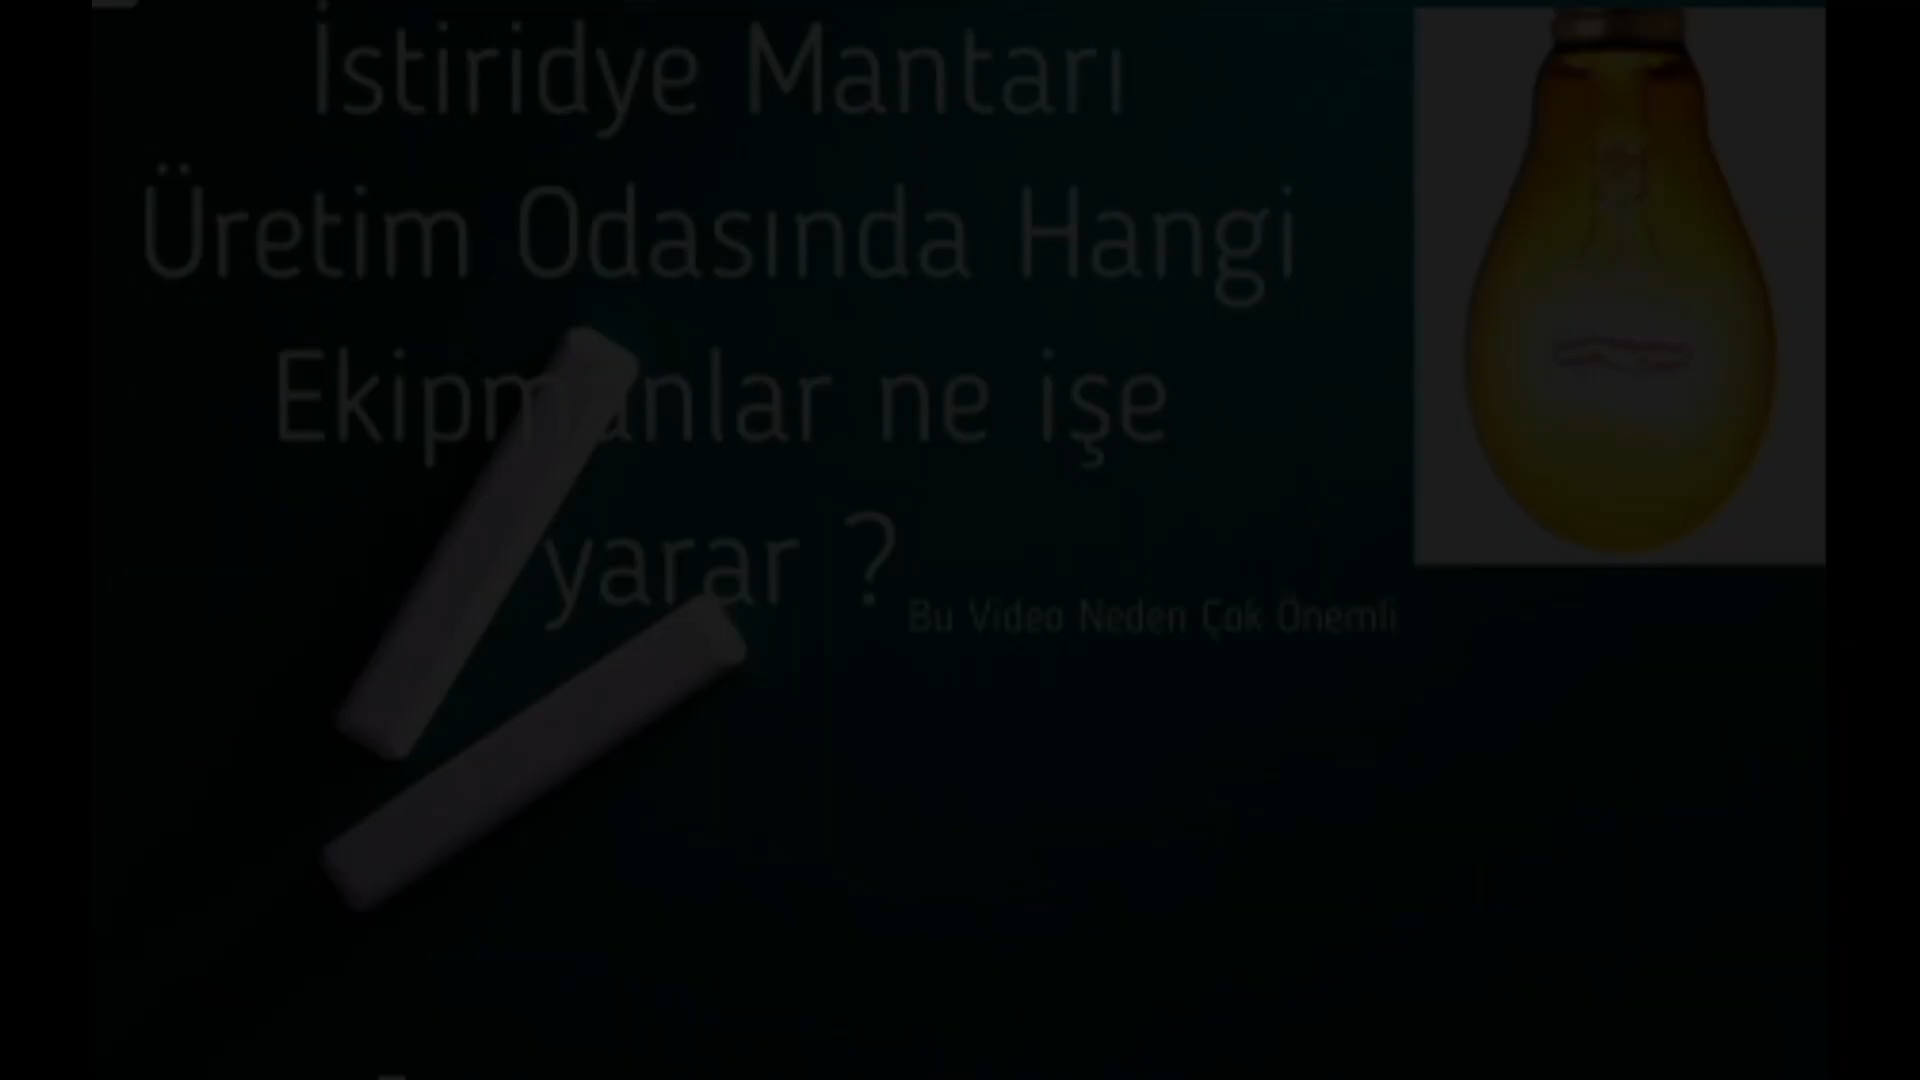 İstiridye Mantarı
Üretim Odasında Hangi
Ekipmanlar ne işe
yarar ?
Bu Video Neden Çok Önemli